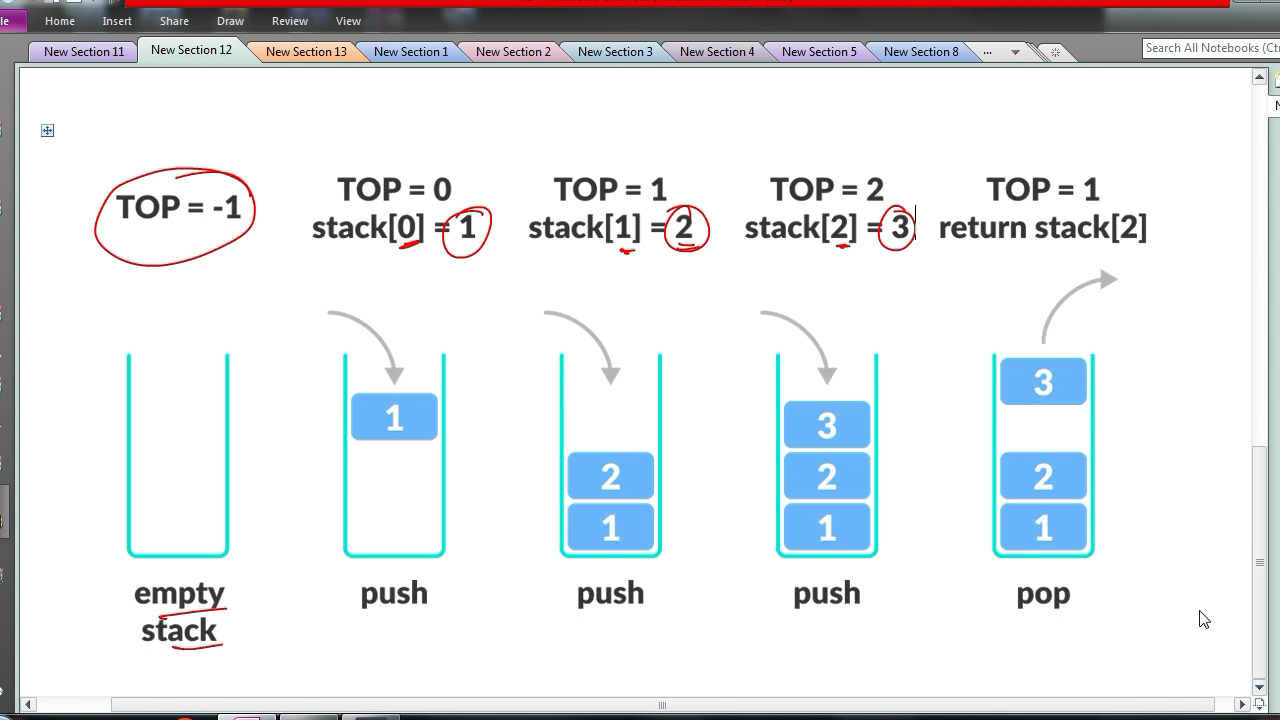 Home Insert Share Draw Review View
New Section 11 New Section 12 New Section 13 New Section 1 New Section 2 New Section 3 New Section 4 New Section 5 New Section 8 ... Search All Notebooks (Ctr
TOP = -1
TOP = 0
stack[0] = 1
TOP = 1
stack[1] = 2
TOP = 2
stack[2] = 3
TOP = 1
return stack[2]
1
2
1
3
2
1
3
2
1
empty
stack
push
push
push
pop